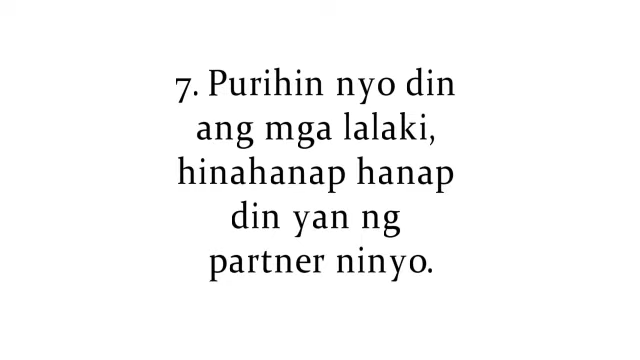 7. Purihin nyo din
ang mga lalaki,
hinahanap hanap
din yan ng
partner ninyo.